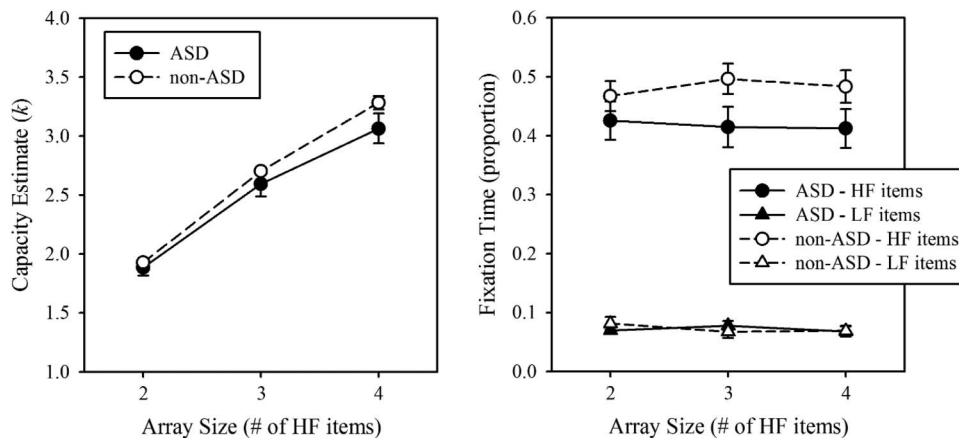 4.0
3.5
3.0
2.5
2.0
1.5
1.0
Capacity Estimate (k)
ASD
non-ASD
2 3 4
Array Size (# of HF items)
0.6
0.5
0.4
0.3
0.2
0.1
0.0
Fixation Time (proportion)
ASD - HF items
ASD - LF items
non-ASD - HF items
non-ASD - LF items
2 3 4
Array Size (# of HF items)